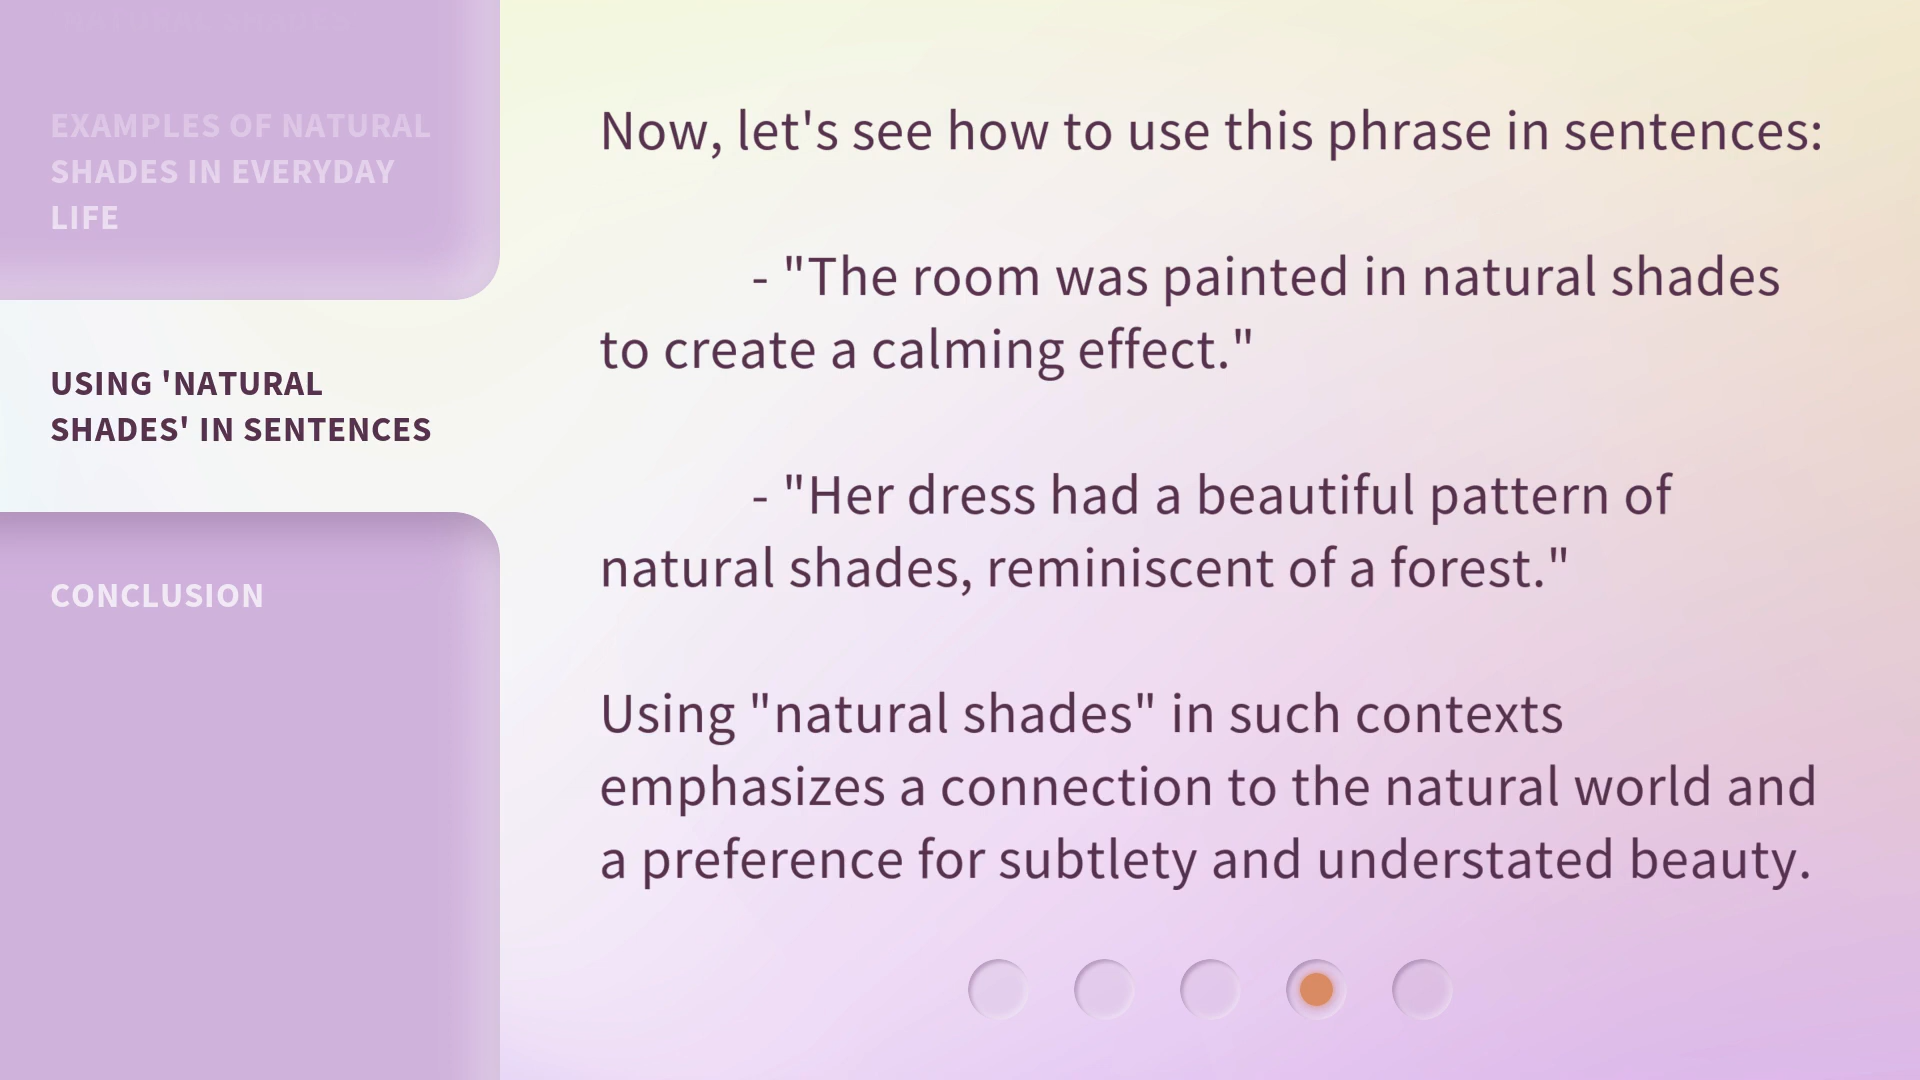 NATURAL SHADES
EXAMPLES OF NATURAL
SHADES IN EVERYDAY
LIFE
USING 'NATURAL
SHADES' IN SENTENCES
CONCLUSION
Now, let's see how to use this phrase in sentences:
- "The room was painted in natural shades
to create a calming effect."
- "Her dress had a beautiful pattern of
natural shades, reminiscent of a forest."
Using "natural shades" in such contexts
emphasizes a connection to the natural world and
a preference for subtlety and understated beauty.